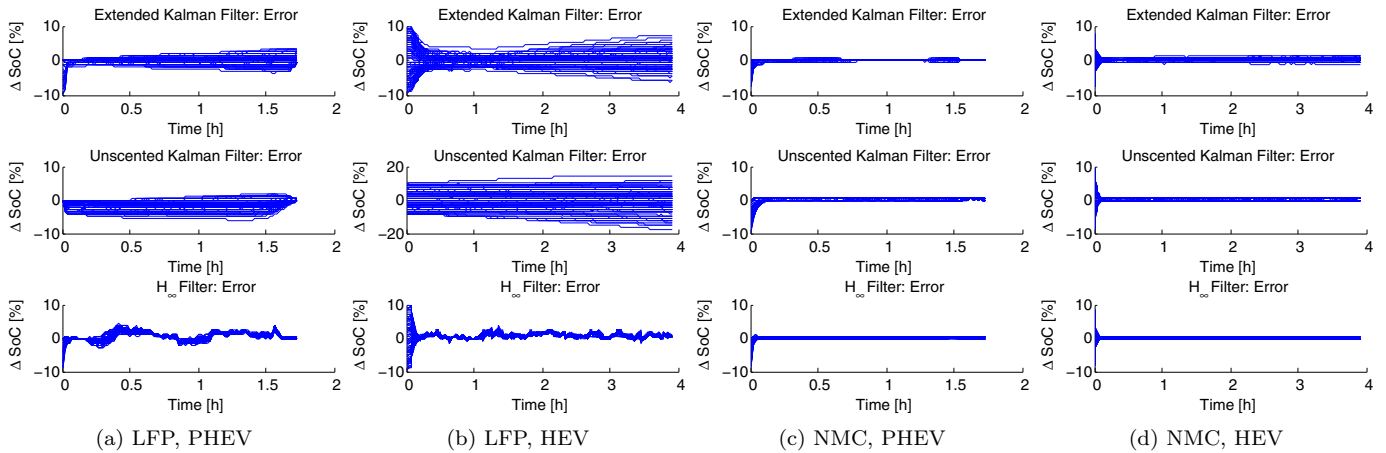 Extended Kalman Filter: Error
Δ SoC [%]
10
0
−10
0
0.5
1
1.5
2
Time [h]
Unscented Kalman Filter: Error
Δ SoC [%]
10
0
−10
0
0.5
1
1.5
2
Time [h]
H∞ Filter: Error
Δ SoC [%]
10
0
−10
0
0.5
1
1.5
2
Time [h]
(a) LFP, PHEV
Extended Kalman Filter: Error
Δ SoC [%]
10
0
−10
0
1
2
3
4
Time [h]
Unscented Kalman Filter: Error
Δ SoC [%]
20
0
−20
0
1
2
3
4
Time [h]
H∞ Filter: Error
Δ SoC [%]
10
0
−10
0
1
2
3
4
Time [h]
(b) LFP, HEV
Extended Kalman Filter: Error
Δ SoC [%]
10
0
−10
0
0.5
1
1.5
2
Time [h]
Unscented Kalman Filter: Error
Δ SoC [%]
10
0
−10
0
0.5
1
1.5
2
Time [h]
H∞ Filter: Error
Δ SoC [%]
10
0
−10
0
0.5
1
1.5
2
Time [h]
(c) NMC, PHEV
Extended Kalman Filter: Error
Δ SoC [%]
10
0
−10
0
1
2
3
4
Time [h]
Unscented Kalman Filter: Error
Δ SoC [%]
10
0
−10
0
1
2
3
4
Time [h]
H∞ Filter: Error
Δ SoC [%]
10
0
−10
0
1
2
3
4
Time [h]
(d) NMC, HEV